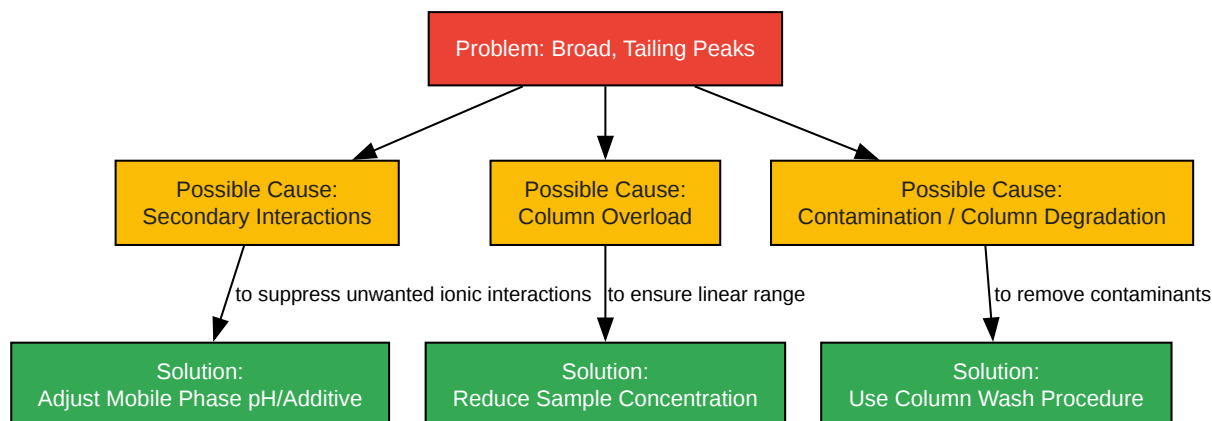 Problem: Broad, Tailing Peaks
Possible Cause:
Secondary Interactions
Possible Cause:
Column Overload
Possible Cause:
Contamination / Column Degradation
to suppress unwanted ionic interactions
to ensure linear range
to remove contaminants
Solution:
Adjust Mobile Phase pH/Additive
Solution:
Reduce Sample Concentration
Solution:
Use Column Wash Procedure